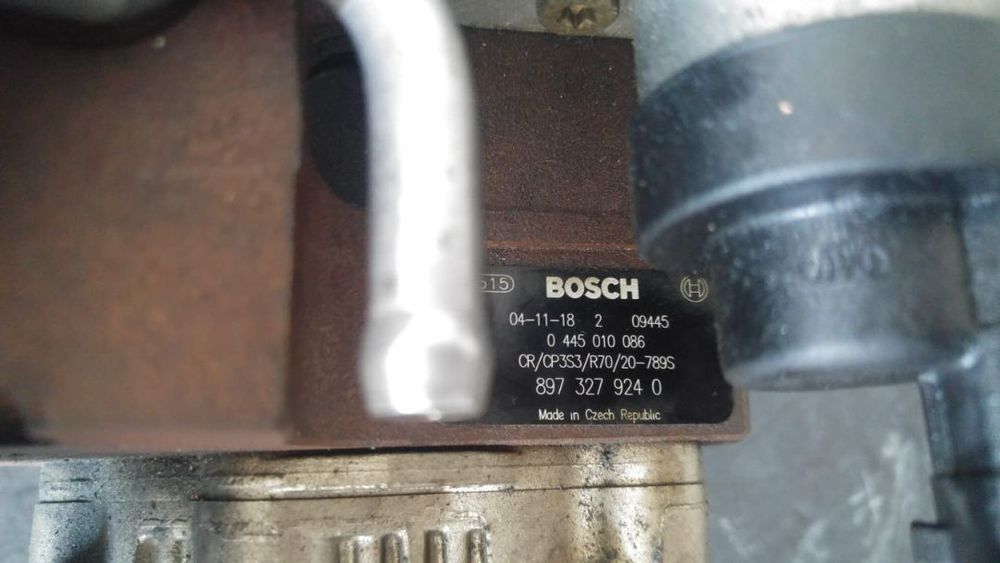 515 BOSCH
04-11-18 2 09445
0 445 010 086
CR/CP3S3/R70/20-789S
897 327 924 0
Made in Czech Republic